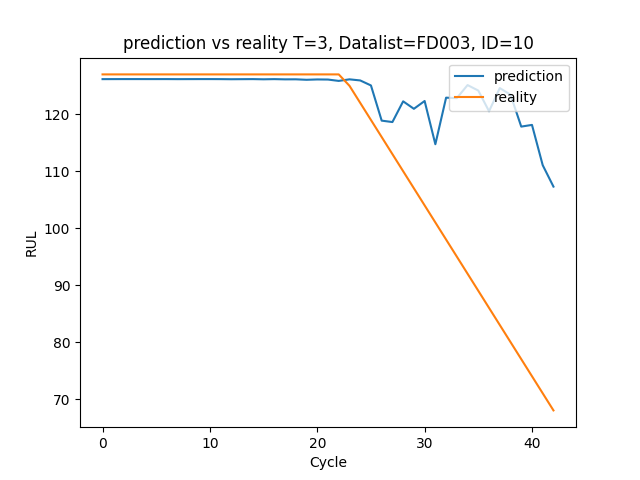 prediction vs reality T=3, Datalist=FD003, ID=10
prediction
reality
120
110
100
90
80
70
RUL
0 10 20 30 40
Cycle